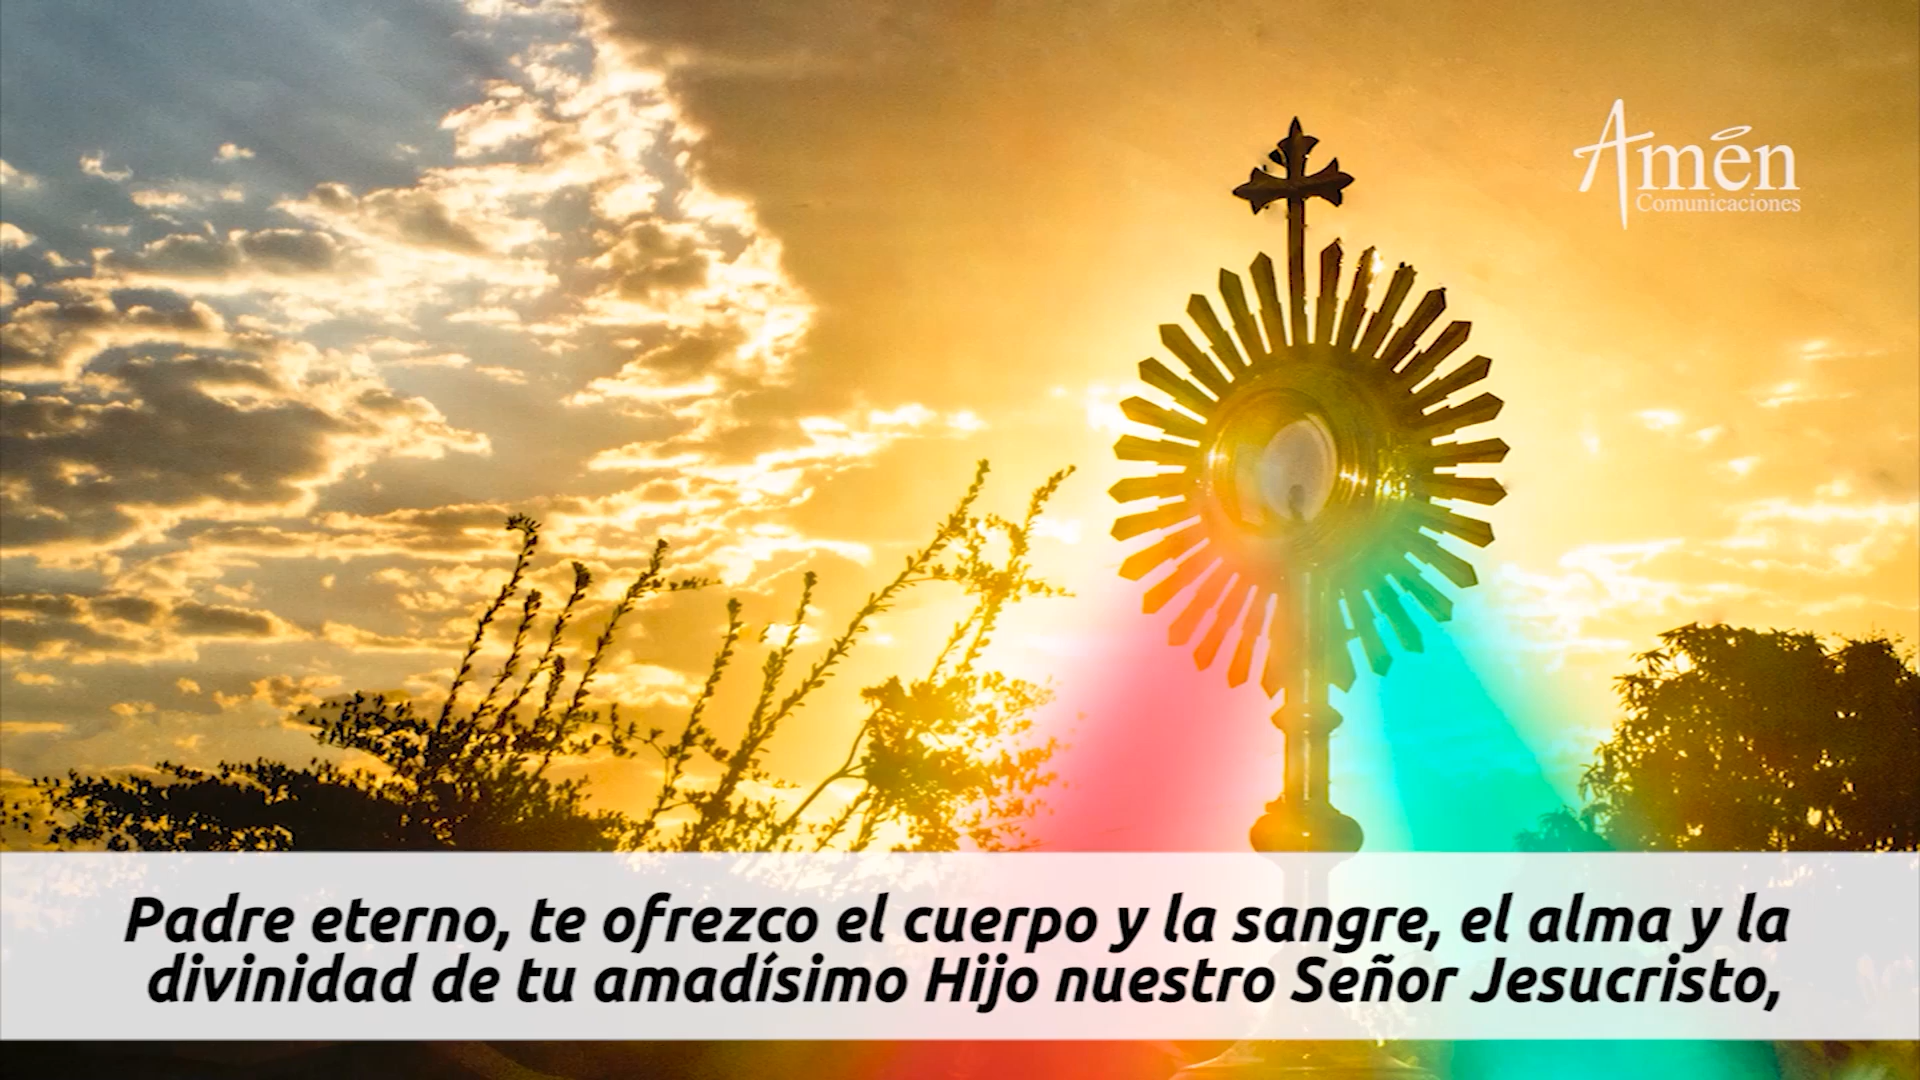 Amén
Comunicaciones
Padre eterno, te ofrezco el cuerpo y la sangre, el alma y la
divinidad de tu amadísimo Hijo nuestro Señor Jesucristo,